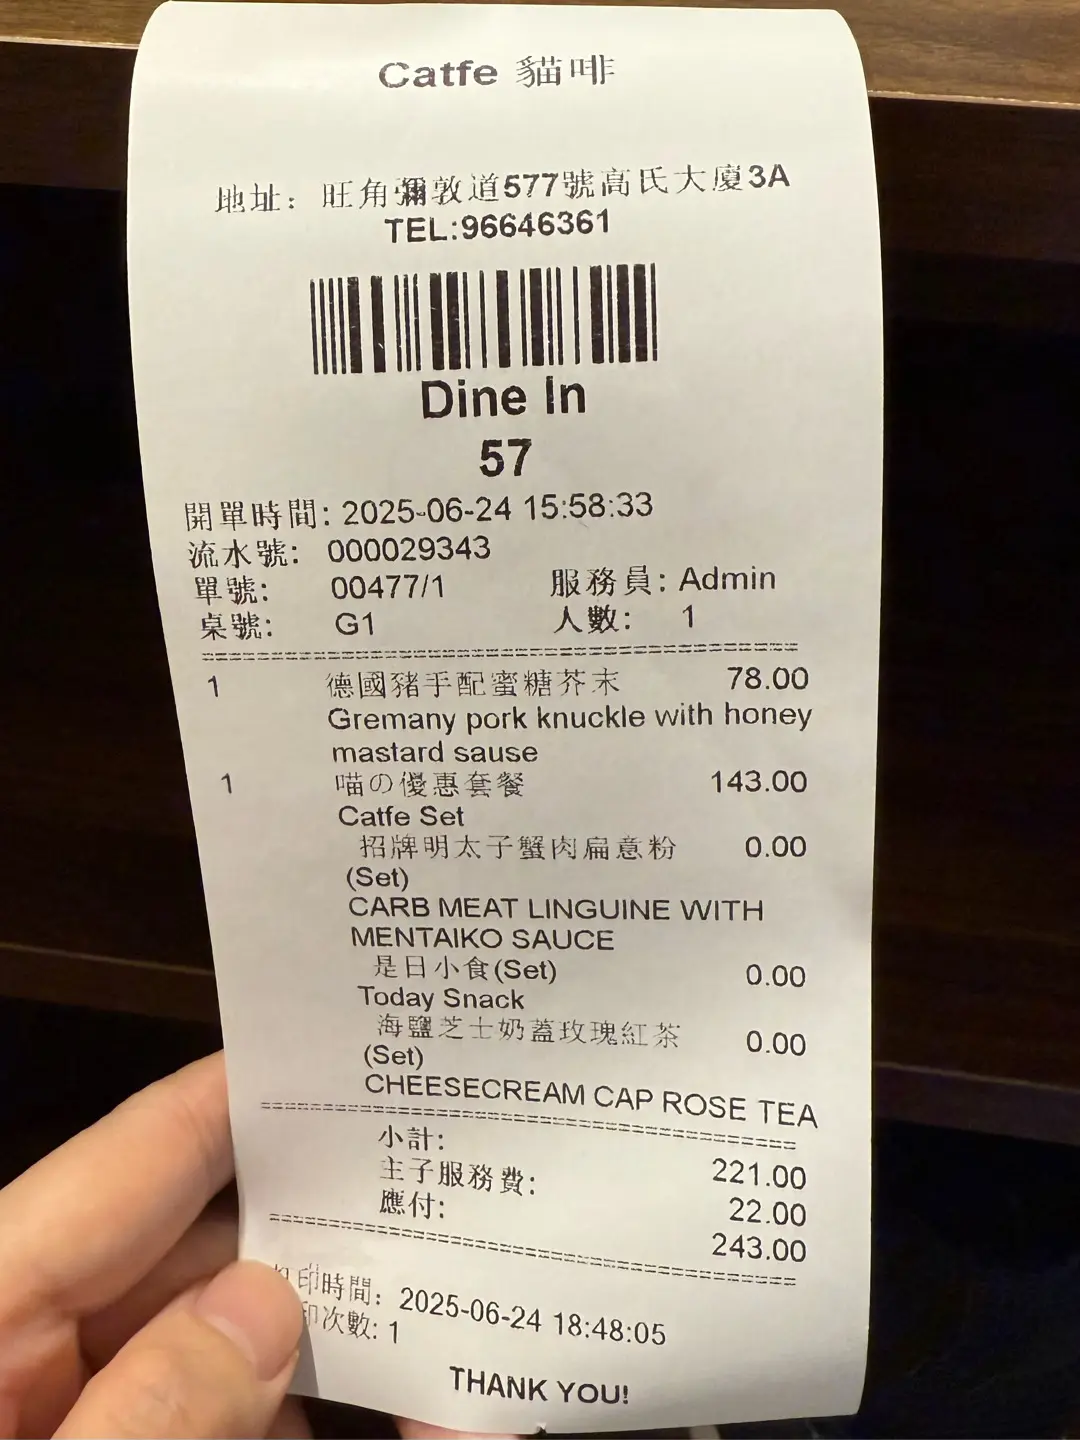 Catfe 貓啡
地址：旺角彌敦道577號高氏大廈3A
TEL:96646361
Dine In
57
開單時間: 2025-06-24 15:58:33
流水號: 000029343
單號: 00477/1 服務員: Admin
桌號: G1 人數: 1
1 德國豬手配蜜糖芥末 78.00
Gremany pork knuckle with honey
mastard sause
1 喵の優惠套餐 143.00
Catfe Set
招牌明太子蟹肉扁意粉 0.00
(Set)
CARB MEAT LINGUINE WITH
MENTAIKO SAUCE
是日小食(Set) 0.00
Today Snack
海鹽芝士奶蓋玫瑰紅茶 0.00
(Set)
CHEESECREAM CAP ROSE TEA
小計: 221.00
主子服務費: 22.00
應付: 243.00
印時間: 2025-06-24 18:48:05
印次數: 1
THANK YOU!